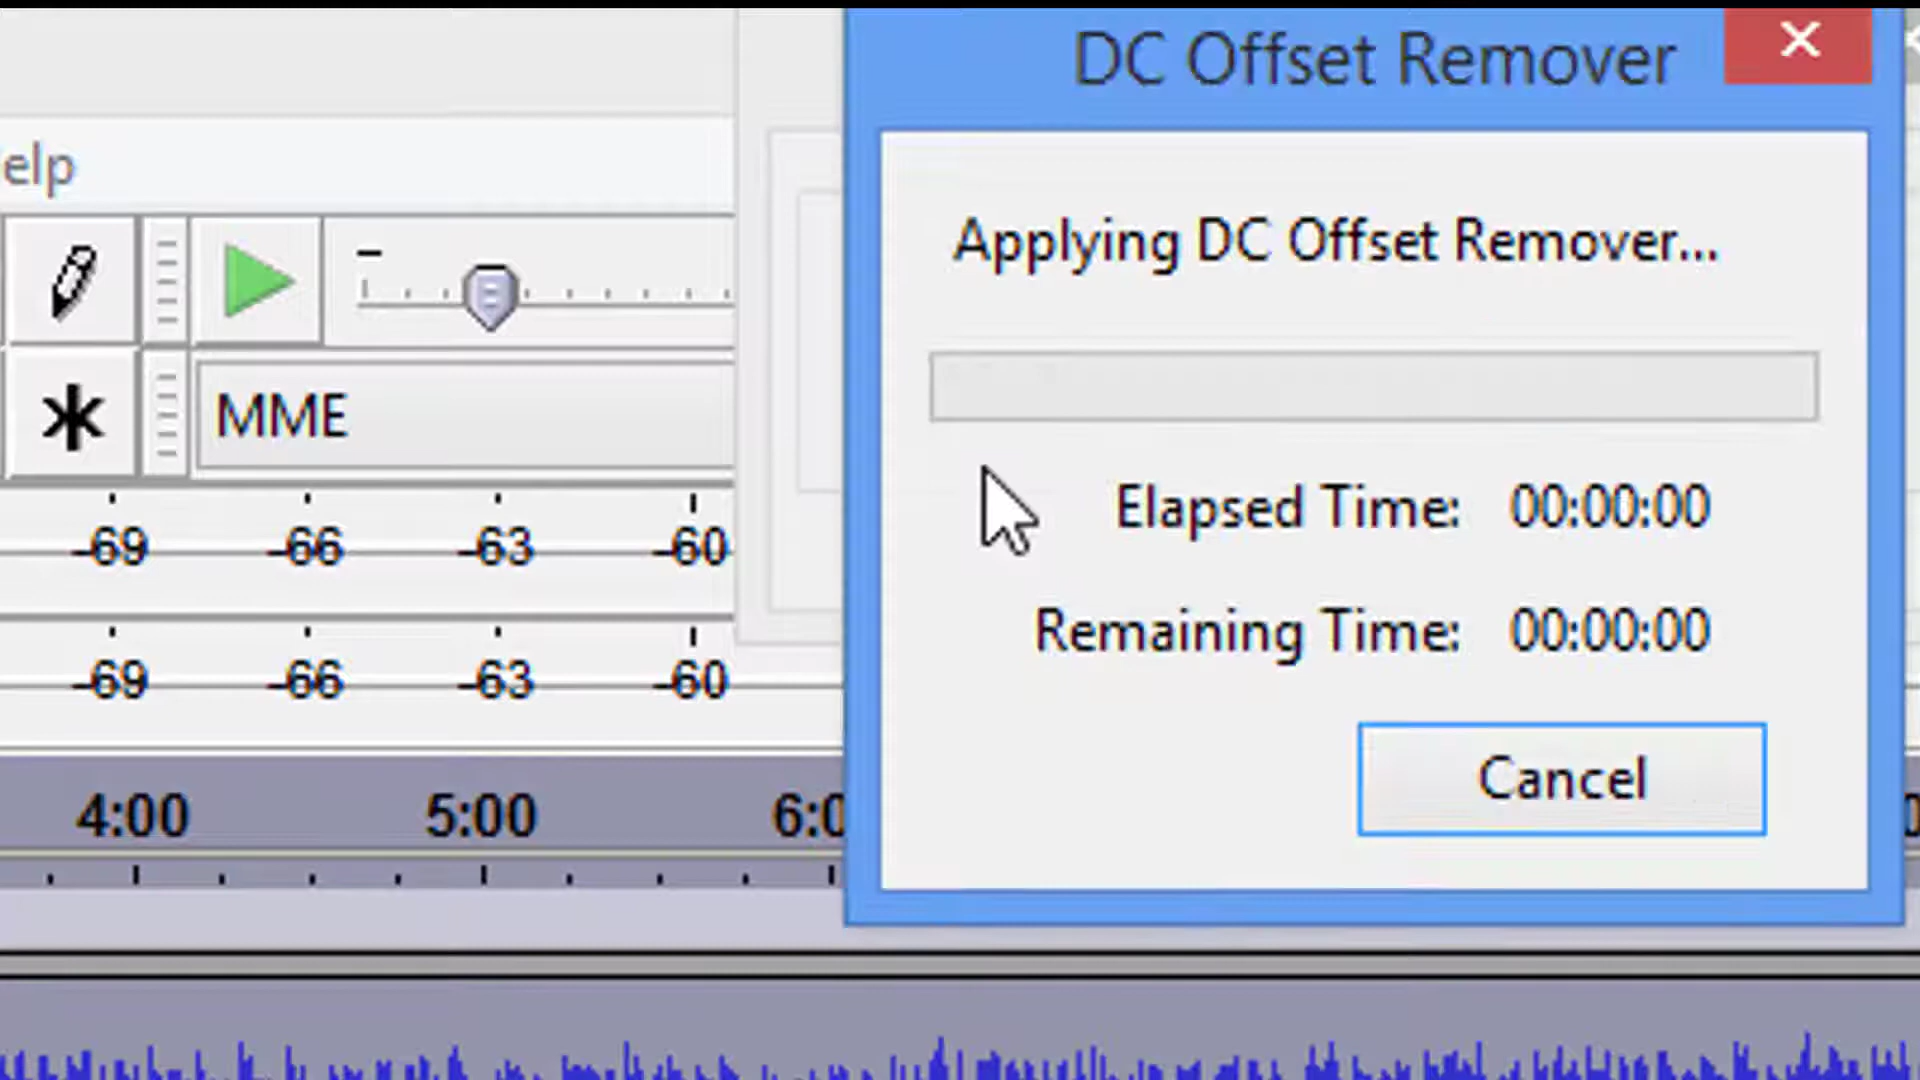 DC Offset Remover
elp
Applying DC Offset Remover...
MME
Elapsed Time: 00:00:00
-69 -66 -63 -60
Remaining Time: 00:00:00
-69 -66 -63 -60
Cancel
4:00 5:00 6:0